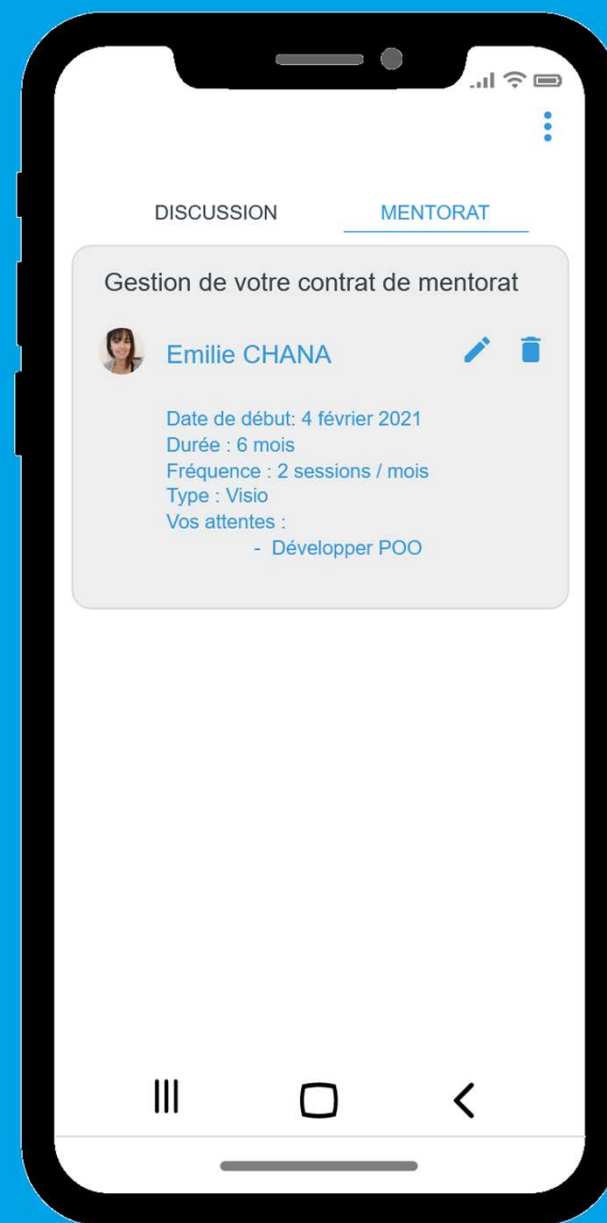 DISCUSSION
MENTORAT
Gestion de votre contrat de mentorat
Emilie CHANA
Date de début: 4 février 2021
Durée : 6 mois
Fréquence : 2 sessions / mois
Type : Visio
Vos attentes :
- Développer POO